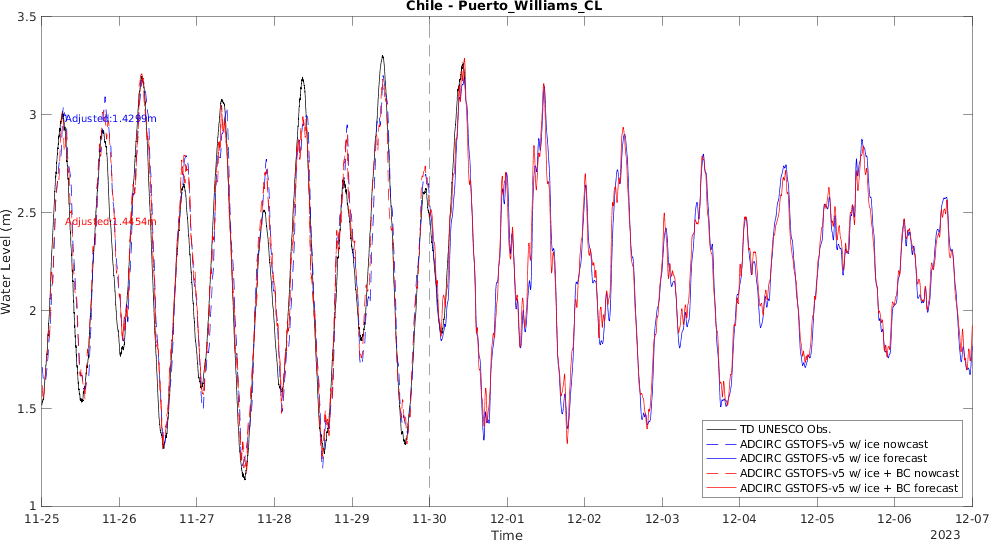 Chile - Puerto_Williams_CL
3.5
3
2.5
2
1.5
1
Water Level (m)
Adjusted:1.4299m
Adjusted:1.4454m
TD UNESCO Obs.
ADCIRC GSTOFS-v5 w/ ice nowcast
ADCIRC GSTOFS-v5 w/ ice forecast
ADCIRC GSTOFS-v5 w/ ice + BC nowcast
ADCIRC GSTOFS-v5 w/ ice + BC forecast
11-25 11-26 11-27 11-28 11-29 11-30 12-01 12-02 12-03 12-04 12-05 12-06 12-07
Time
2023